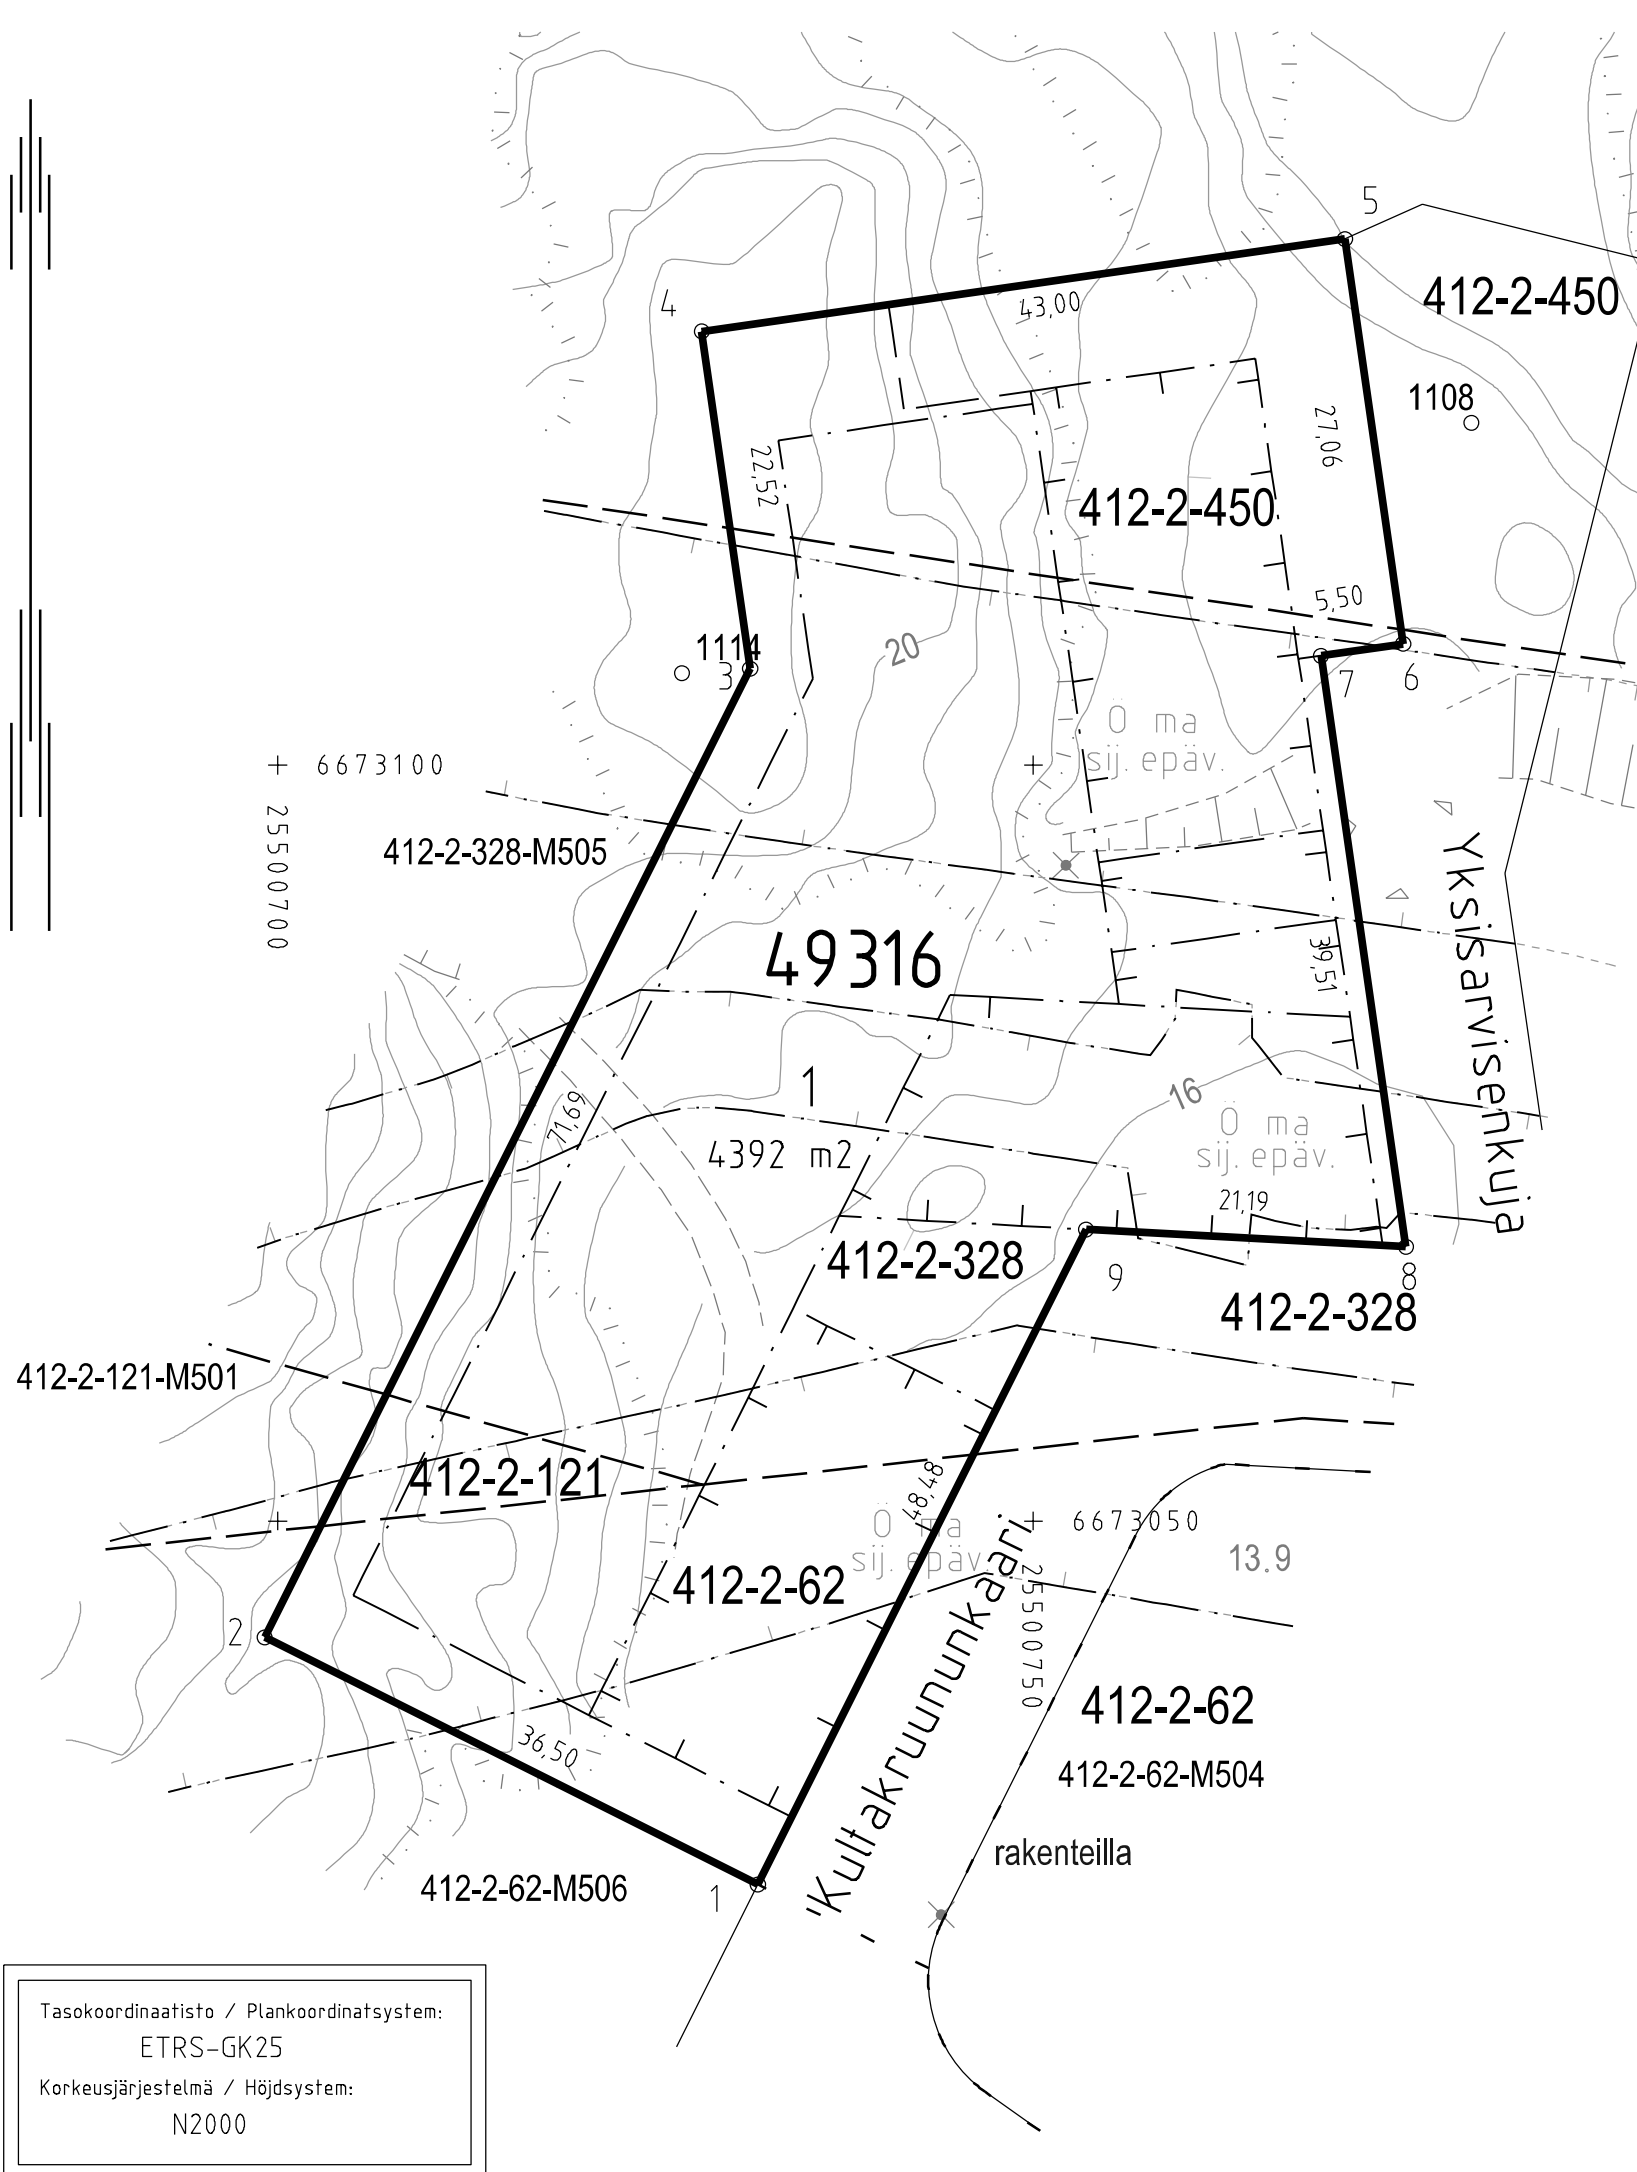 5
412-2-450
4
43,00
1108
27,06
22,52
412-2-450
5,50
1114
3
20
7
6
Ö ma
sij. epäv.
6673100
25500700
412-2-328-M505
Yksisarvisenkuja
49316
39,51
1
16
71,69
Ö ma
sij. epäv.
4392 m2
21,19
412-2-328
9
8
412-2-328
412-2-121-M501
412-2-121
48,48
Ö ma
sij. epäv.
6673050
25500750
13.9
412-2-62
2
Kultakruununkaari
412-2-62
36,50
412-2-62-M504
rakenteilla
412-2-62-M506
1
Tasokoordinaatisto / Plankoordinatsystem:
ETRS-GK25
Korkeusjärjestelmä / Höjdsystem:
N2000